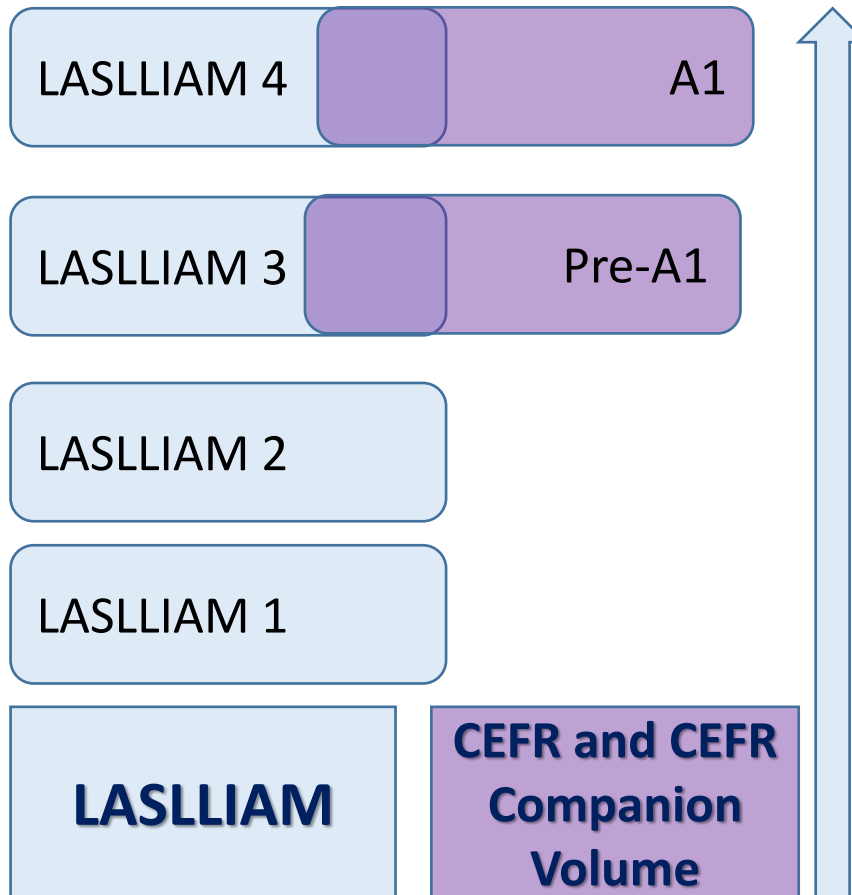 LASLLIAM 4
A1
LASLLIAM 3
Pre-A1
LASLLIAM 2
LASLLIAM 1
LASLLIAM
CEFR and CEFR
Companion
Volume